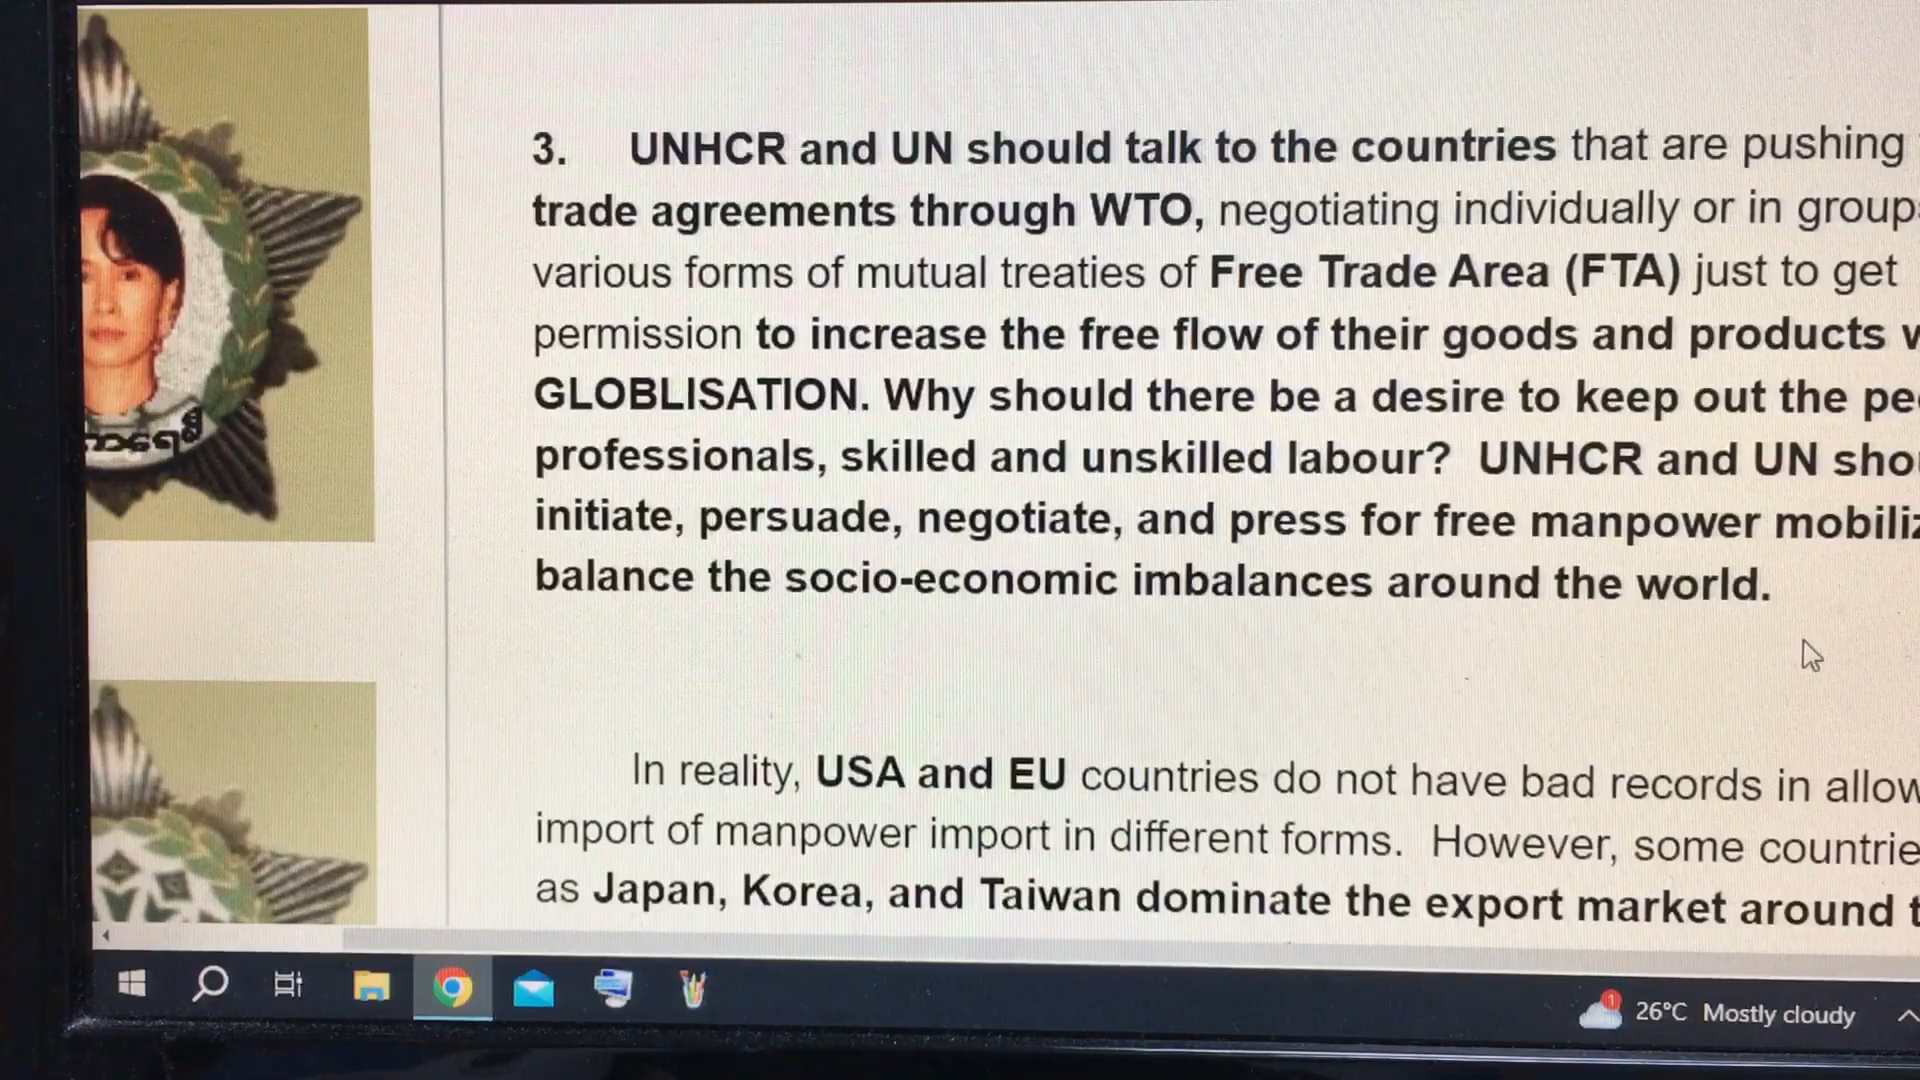 3. UNHCR and UN should talk to the countries that are pushing
trade agreements through WTO, negotiating individually or in group
various forms of mutual treaties of Free Trade Area (FTA) just to get
permission to increase the free flow of their goods and products
GLOBLISATION. Why should there be a desire to keep out the
professionals, skilled and unskilled labour? UNHCR and UN
initiate, persuade, negotiate, and press for free manpower
balance the socio-economic imbalances around the world.
In reality, USA and EU countries do not have bad records in
import of manpower import in different forms. However, some
as Japan, Korea, and Taiwan dominate the export market around
1
26°C Mostly cloudy